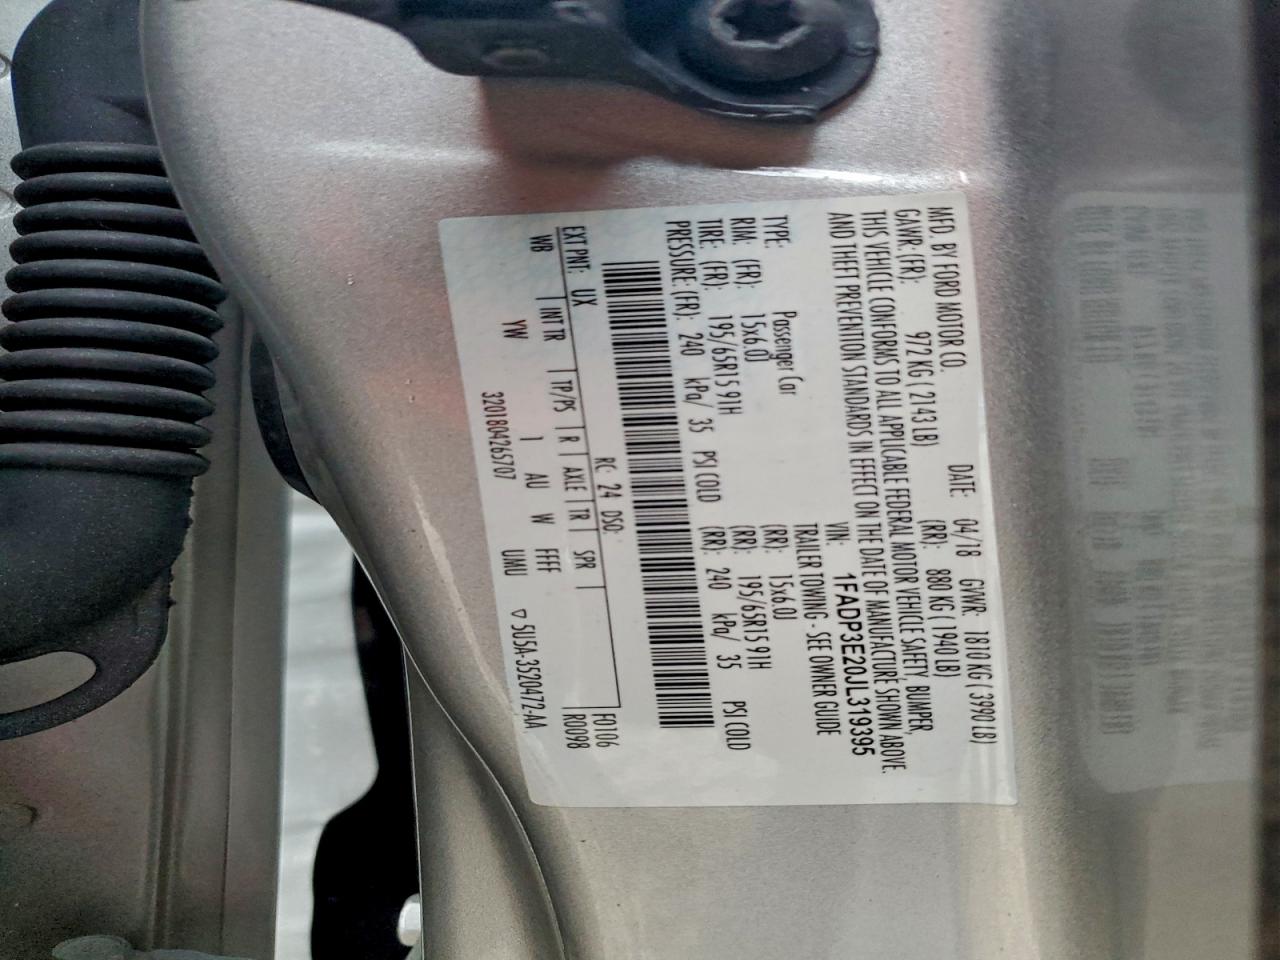 MFD. BY FORD MOTOR CO.
DATE: 04/18 GVWR: 1810 KG ( 3990 LB)
GAWR: (FR): 972 KG ( 2143 LB) (RR): 880 KG ( 1940 LB)
THIS VEHICLE CONFORMS TO ALL APPLICABLE FEDERAL MOTOR VEHICLE SAFETY, BUMPER,
AND THEFT PREVENTION STANDARDS IN EFFECT ON THE DATE OF MANUFACTURE SHOWN ABOVE.
VIN: 1FADP3E20JL319395
TYPE: Passenger Car TRAILER TOWING - SEE OWNER GUIDE
RIM: (FR): 15x6.0J (RR): 15x6.0J
TIRE: (FR): 195/65R15 91H (RR): 195/65R15 91H
PRESSURE: (FR): 240 kPa/ 35 PSI COLD (RR): 240 kPa/ 35 PSI COLD
EXT PNT: UX RC: 24 DSO: F0106
R0098
WB INT TR TP/PS R AXLE TR SPR
YW 1 AU W FFFF UMU
3201804265707 ▽ 5U5A-3520472-AA